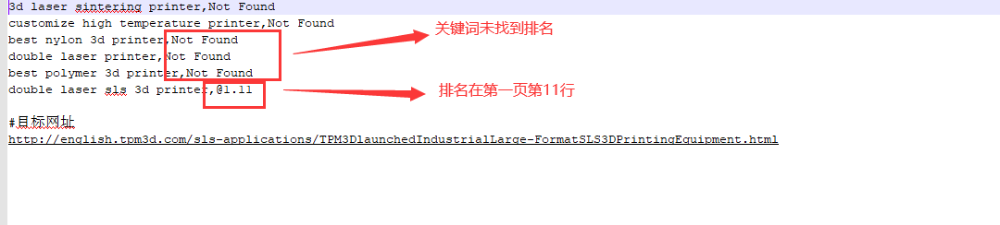 3d laser sintering printer,Not Found
customize high temperature printer,Not Found
best nylon 3d printer,Not Found
关键词未找到排名
double laser printer,Not Found
best polymer 3d printer,Not Found
double laser sls 3d printer,@1.11
排名在第一页第11行
#目标网址
http://english.tpm3d.com/sls-applications/TPM3DlaunchedIndustrialLarge-FormatSLS3DPrintingEquipment.html